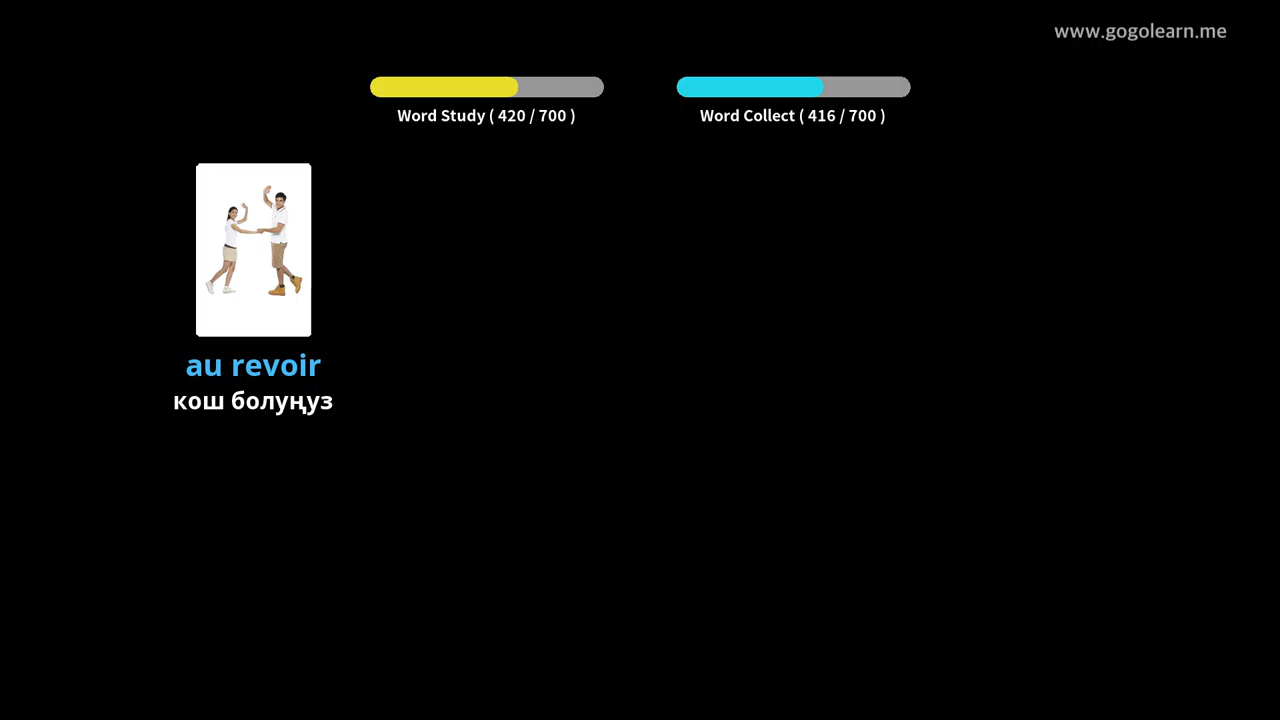 www.gogolearn.me
Word Study ( 420 / 700 )
Word Collect ( 416 / 700 )
au revoir
кош болуңуз